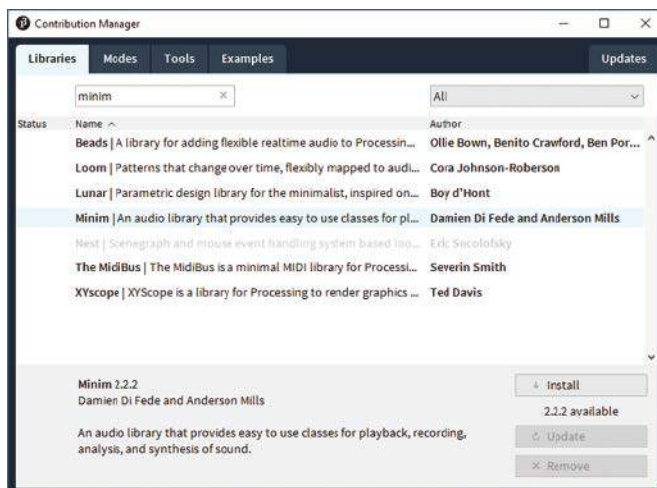 Contribution Manager
Libraries Modes Tools Examples Updates
minim All
Status Name Author
Beads | A library for adding flexible realtime audio to Processin... Ollie Bown, Benito Crawford, Ben Por...
Loom | Patterns that change over time, flexibly mapped to audi... Cora Johnson-Roberson
Lunar | Parametric design library for the minimalist, inspired on... Boy d'Hont
Minim | An audio library that provides easy to use classes for pl... Damien Di Fede and Anderson Mills
Nest | Scenegraph and mouse event handling system based loo... Eric Socolofsky
The MidiBus | The MidiBus is a minimal MIDI library for Processi... Severin Smith
XYscope | XYScope is a library for Processing to render graphics ... Ted Davis
Minim 2.2.2
Damien Di Fede and Anderson Mills
An audio library that provides easy to use classes for playback, recording,
analysis, and synthesis of sound.
Install
2.2.2 available
Update
Remove